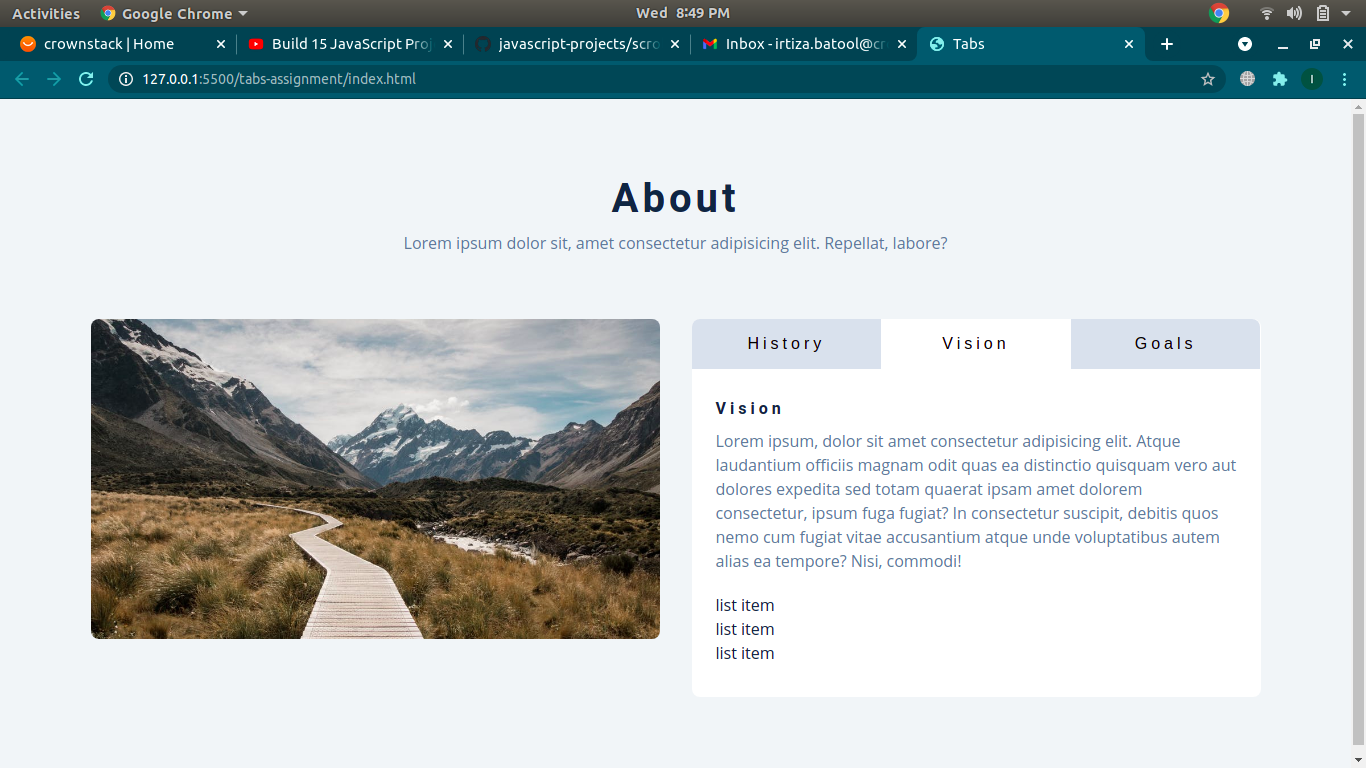 Activities
Google Chrome
Wed 8:49 PM
crownstack | Home
Build 15 JavaScript Proj
javascript-projects/scro
Inbox - irtiza.batool@cr
Tabs
127.0.0.1:5500/tabs-assignment/index.html
I
About
Lorem ipsum dolor sit, amet consectetur adipisicing elit. Repellat, labore?
History
Vision
Goals
Vision
Lorem ipsum, dolor sit amet consectetur adipisicing elit. Atque
laudantium officiis magnam odit quas ea distinctio quisquam vero aut
dolores expedita sed totam quaerat ipsam amet dolorem
consectetur, ipsum fuga fugiat? In consectetur suscipit, debitis quos
nemo cum fugiat vitae accusantium atque unde voluptatibus autem
alias ea tempore? Nisi, commodi!
list item
list item
list item